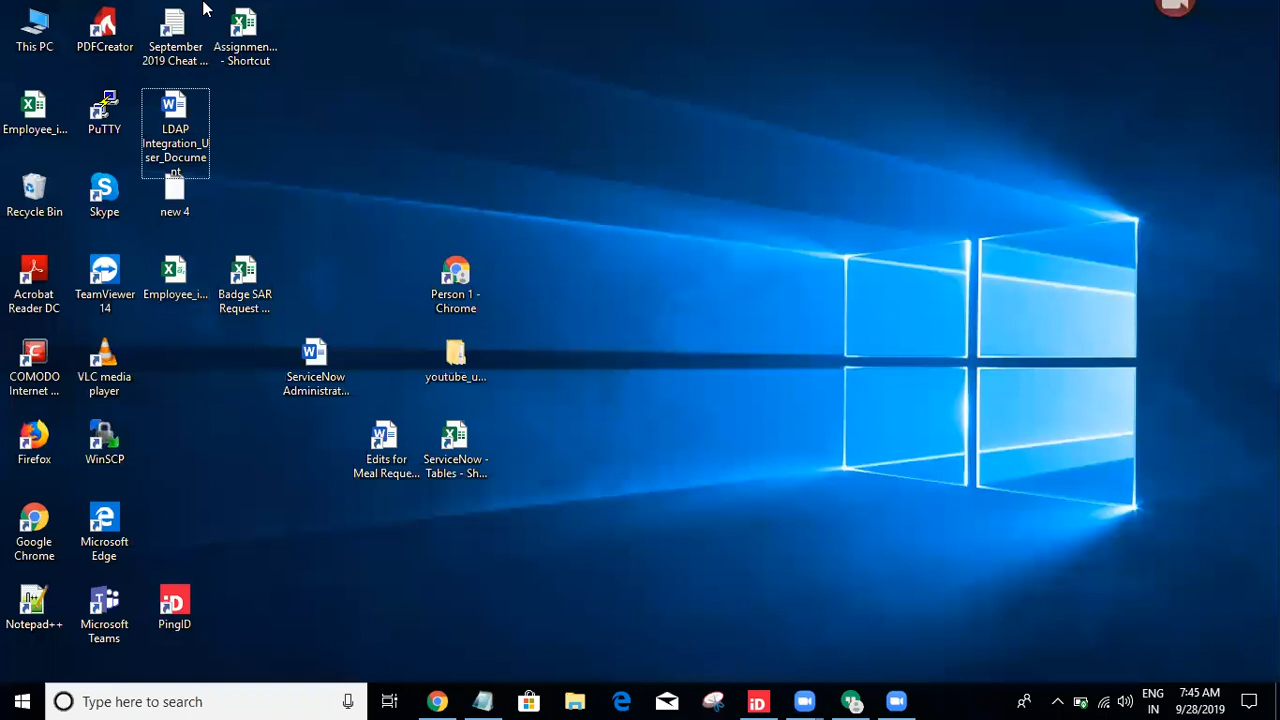 This PC
PDFCreator
September
2019 Cheat ...
Assignmen...
- Shortcut
Employee_i...
PuTTY
LDAP
Integration_U
ser_Docume
nt
Recycle Bin
Skype
new 4
Acrobat
Reader DC
TeamViewer
14
Employee_i...
Badge SAR
Request ...
Person 1 -
Chrome
COMODO
Internet ...
VLC media
player
ServiceNow
Administrat...
youtube_u...
Firefox
WinSCP
Edits for
Meal Reque...
ServiceNow -
Tables - Sh...
Google
Chrome
Microsoft
Edge
Notepad++
Microsoft
Teams
iD
PingID
Type here to search
iD
ENG
IN
7:45 AM
9/28/2019